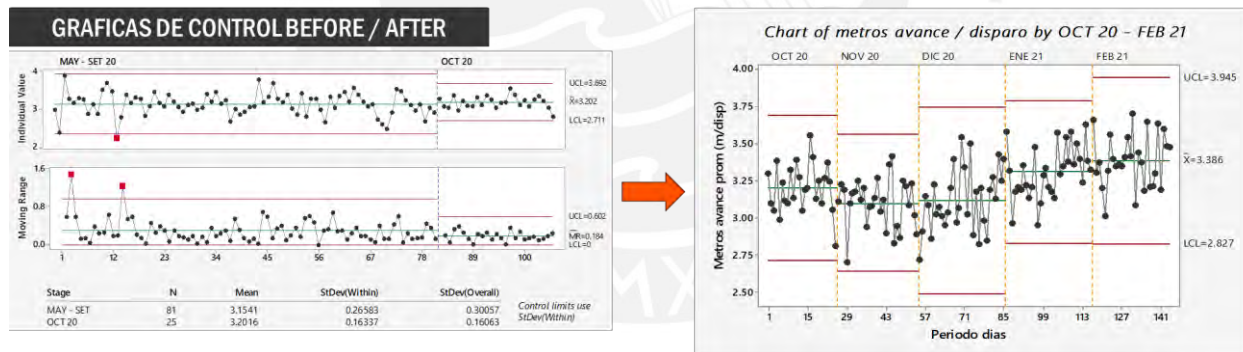 GRAFICAS DE CONTROL BEFORE / AFTER
MAY - SET 20
OCT 20
Individual Value
4
3
2
UCL=3.692
X̄=3.202
LCL=2.711
Moving Range
1.6
0.8
0.0
UCL=0.602
M̄R̄=0.184
LCL=0
1 12 23 34 45 56 67 78 89 100
Stage N Mean StDev(Within) StDev(Overall)
MAY - SET 81 3.1541 0.26583 0.30057
OCT 20 25 3.2016 0.16337 0.16063
Control limits use
StDev(Within)
Chart of metros avance / disparo by OCT 20 - FEB 21
OCT 20 NOV 20 DIC 20 ENE 21 FEB 21
Metros avance prom (m/disp)
4.00
3.75
3.50
3.25
3.00
2.75
2.50
UCL=3.945
X̄=3.386
LCL=2.827
1 15 29 43 57 71 85 99 113 127 141
Periodo dias